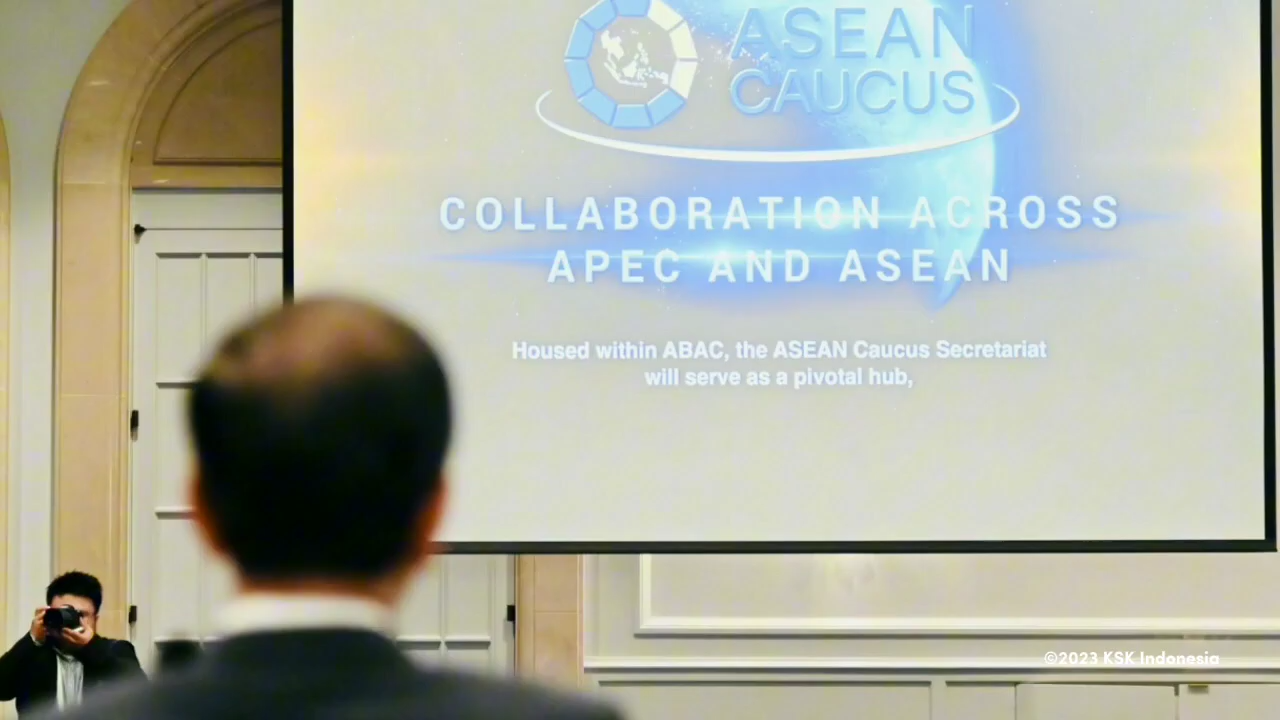 ASEAN
CAUCUS
COLLABORATION ACROSS
APEC AND ASEAN
Housed within ABAC, the ASEAN Caucus Secretariat
will serve as a pivotal hub,
©2023 KSK Indonesia